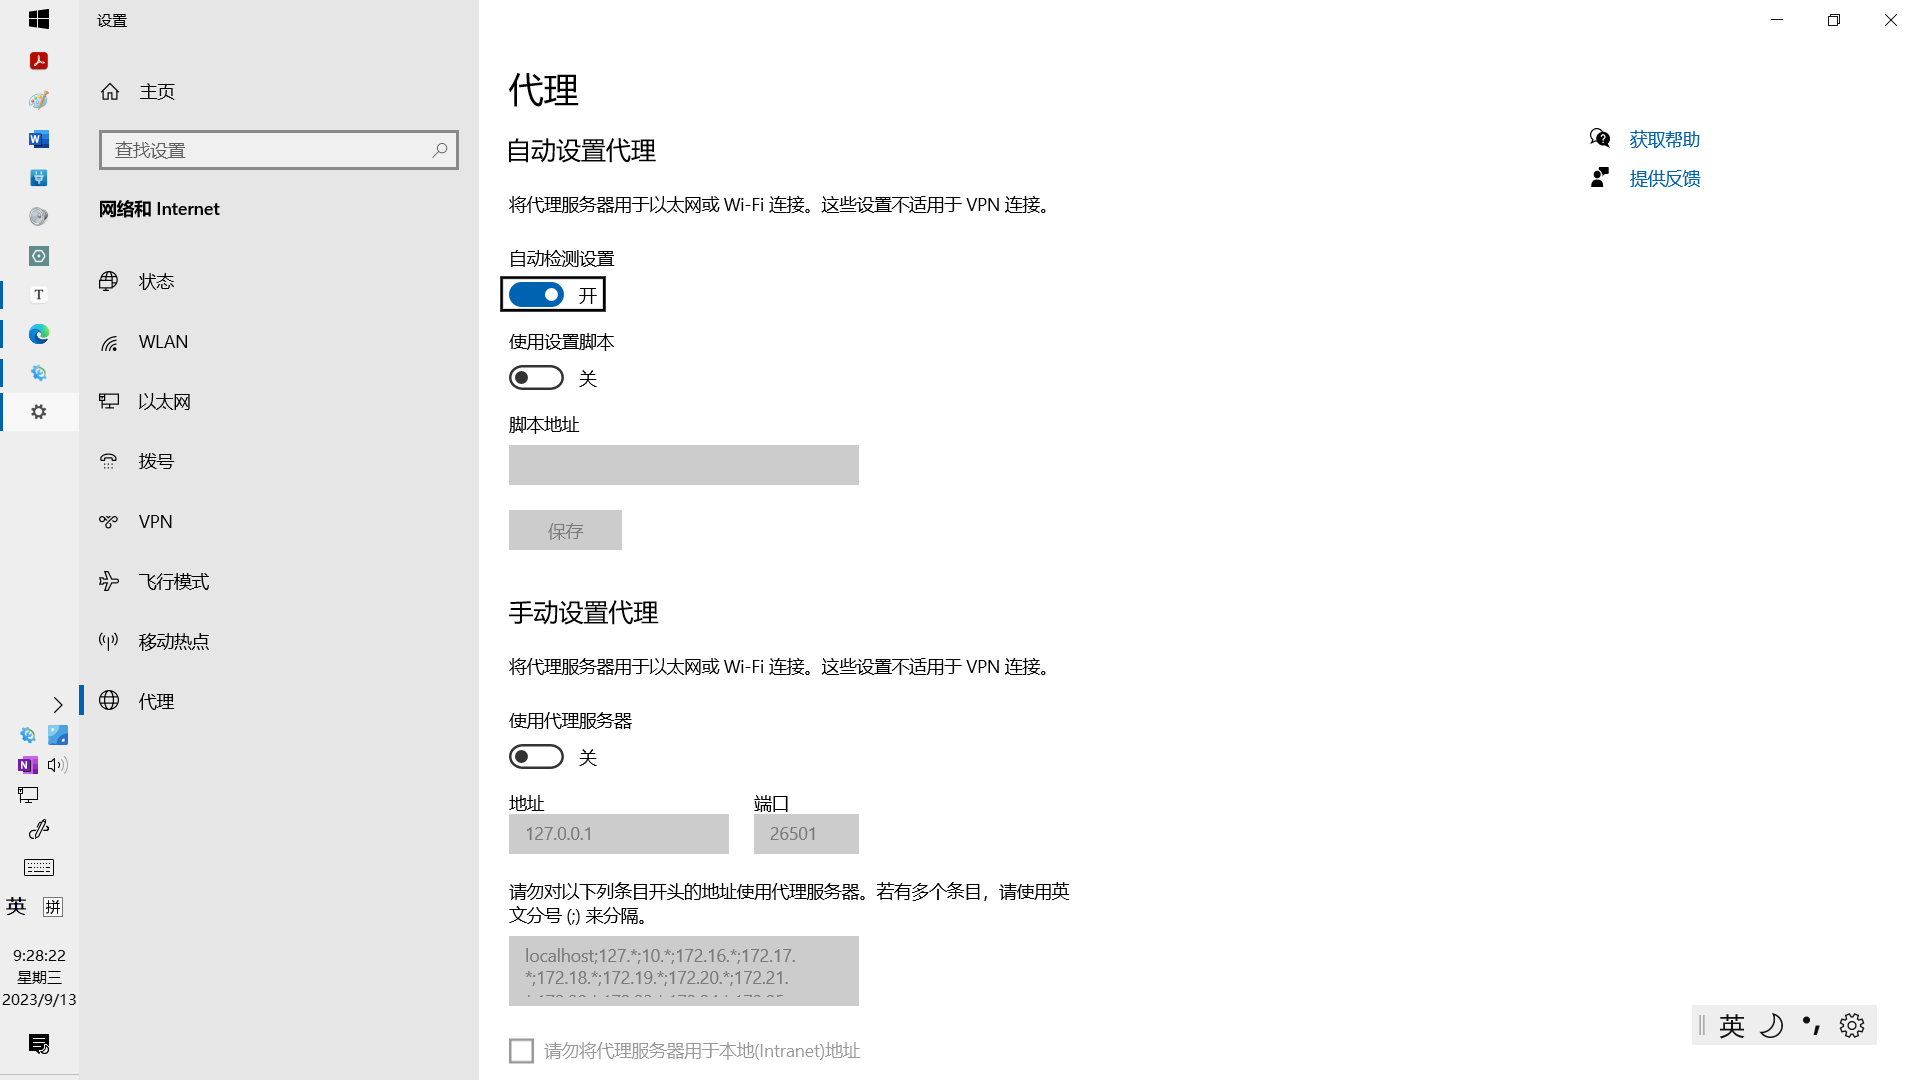 设置
主页
查找设置
网络和 Internet
状态
WLAN
以太网
拨号
VPN
飞行模式
移动热点
代理
代理
自动设置代理
将代理服务器用于以太网或 Wi-Fi 连接。这些设置不适用于 VPN 连接。
自动检测设置
开
使用设置脚本
关
脚本地址
保存
手动设置代理
将代理服务器用于以太网或 Wi-Fi 连接。这些设置不适用于 VPN 连接。
使用代理服务器
关
地址 端口
127.0.0.1 26501
请勿对以下列条目开头的地址使用代理服务器。若有多个条目，请使用英
文分号 (;) 来分隔。
localhost;127.*;10.*;172.16.*;172.17.
*;172.18.*;172.19.*;172.20.*;172.21.
请勿将代理服务器用于本地(Intranet)地址
获取帮助
提供反馈
英 拼
9:28:22
星期三
2023/9/13
英